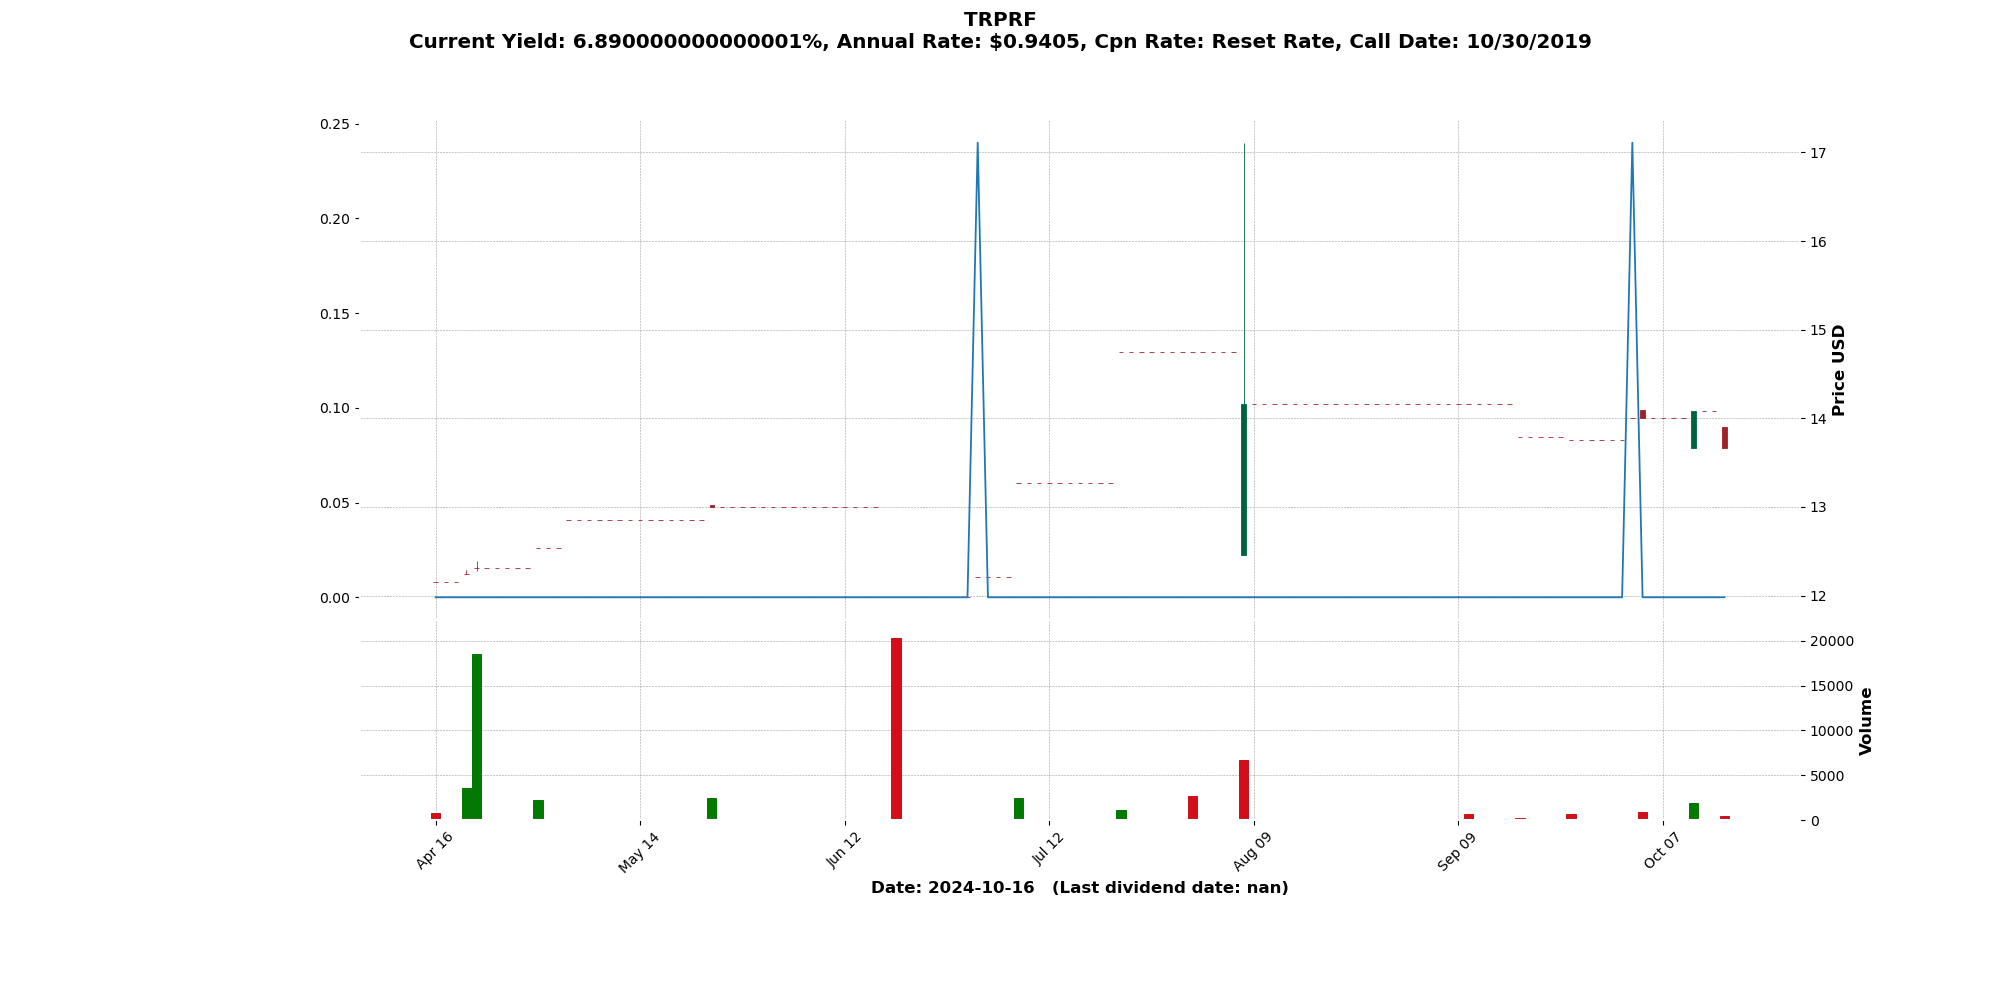 TRPRF
Current Yield: 6.890000000000001%, Annual Rate: $0.9405, Cpn Rate: Reset Rate, Call Date: 10/30/2019
0.25
0.20
0.15
0.10
0.05
0.00
17
16
15
14
13
12
Price USD
20000
15000
10000
5000
0
Volume
Apr 16
May 14
Jun 12
Jul 12
Aug 09
Sep 09
Oct 07
Date: 2024-10-16 (Last dividend date: nan)